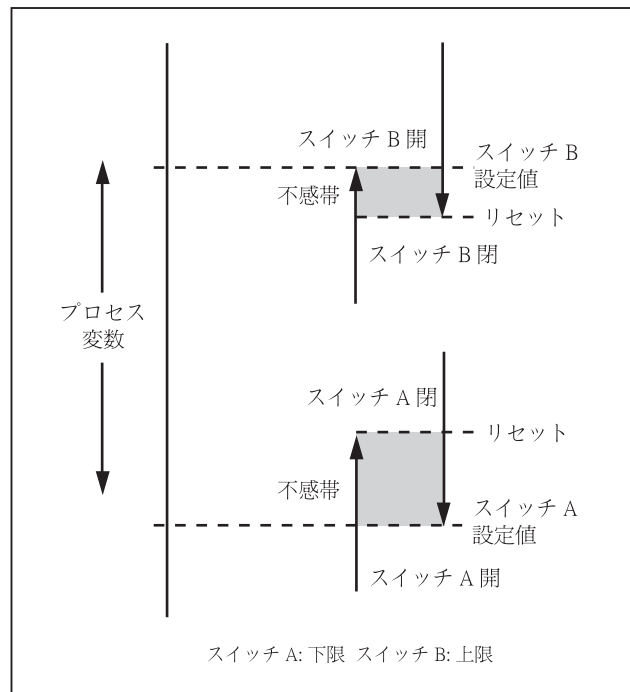 スイッチ B 開
スイッチ B
設定値
不感帯
リセット
スイッチ B 閉
プロセス
変数
スイッチ A 閉
リセット
不感帯
スイッチ A
設定値
スイッチ A 開
スイッチ A: 下限 スイッチ B: 上限